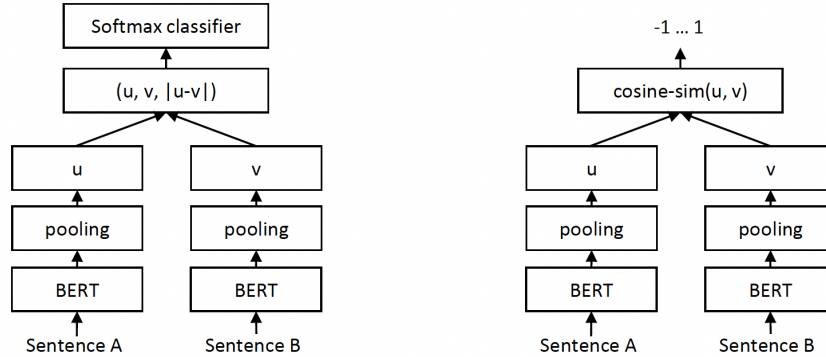 Softmax classifier
(u, v, |u-v|)
u
v
pooling
pooling
BERT
BERT
Sentence A
Sentence B
-1 ... 1
cosine-sim(u, v)
u
v
pooling
pooling
BERT
BERT
Sentence A
Sentence B